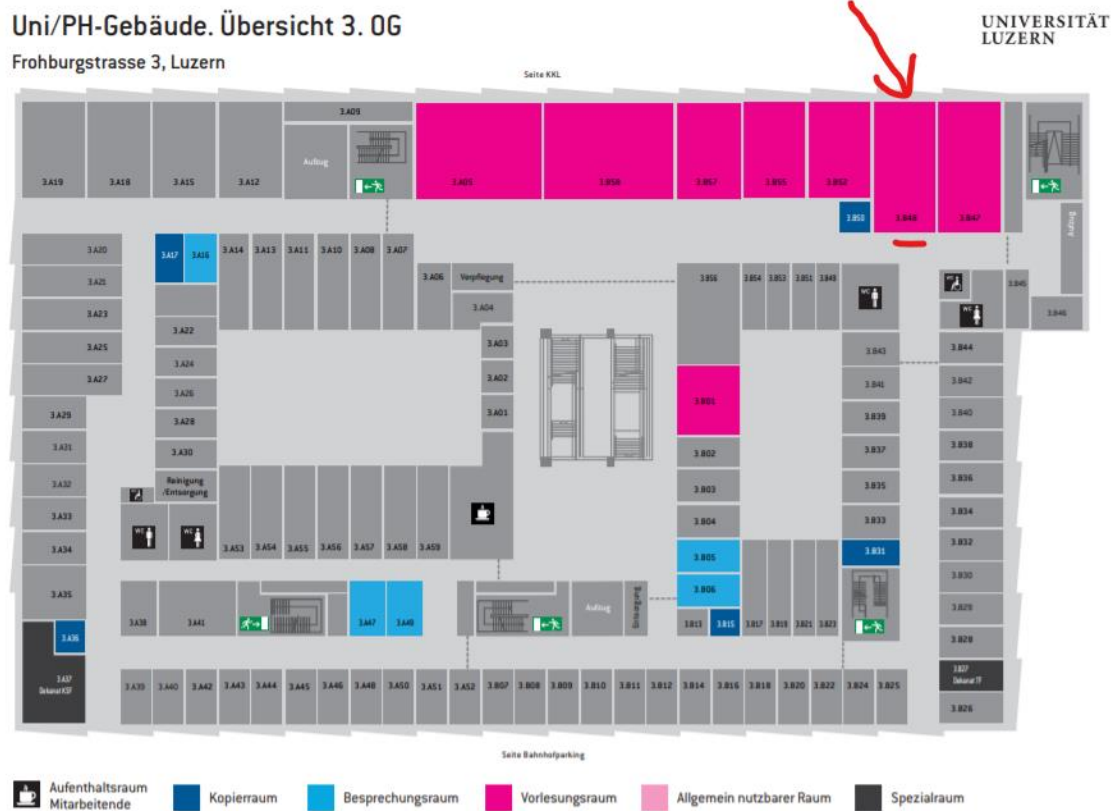 Uni/PH-Gebäude. Übersicht 3. OG
UNIVERSITÄT
LUZERN
Frohburgstrasse 3, Luzern
Seite KKL
3.A09
Aufzug
3.A19 3.A18 3.A15 3.A12 3.A05 3.B58 3.B57 3.B55 3.B52
3.B50 3.B48 3.B47
Aufzug
3.A20 3.A17 3.A16 3.A14 3.A13 3.A11 3.A10 3.A08 3.A07
3.A21 3.A06 Verpflegung 3.B56 3.B54 3.B53 3.B51 3.B49 WC WC 3.B45
3.A23 3.A04 WC 3.B46
3.A22
3.A25 3.A03 3.B43 3.B44
3.A24
3.A27 3.A02 3.B41 3.B42
3.A26
3.A29 3.A28 3.A01 3.B01 3.B39 3.B40
3.A31 3.A30 3.B02 3.B37 3.B38
3.A32 Reinigung
/Entsorgung
3.B03 3.B35 3.B36
3.A33 WC WC 3.B04 3.B33 3.B34
3.A34 3.A53 3.A54 3.A55 3.A56 3.A57 3.A58 3.A59 3.B05 3.B31 3.B32
3.A35 3.B06 3.B30
Aufzug Sanitärraum 3.B29
3.A38 3.A41 3.A47 3.A49 3.B13 3.B15 3.B17 3.B19 3.B21 3.B23
3.A36 3.B28
3.A37
Dekanat KSF
3.B27
Dekanat TF
3.A39 3.A40 3.A42 3.A43 3.A44 3.A45 3.A46 3.A48 3.A50 3.A51 3.A52 3.B07 3.B08 3.B09 3.B10 3.B11 3.B12 3.B14 3.B16 3.B18 3.B20 3.B22 3.B24 3.B25
3.B26
Seite Bahnhofparking
Aufenthaltsraum
Mitarbeitende
Kopierraum
Besprechungsraum
Vorlesungsraum
Allgemein nutzbarer Raum
Spezialraum